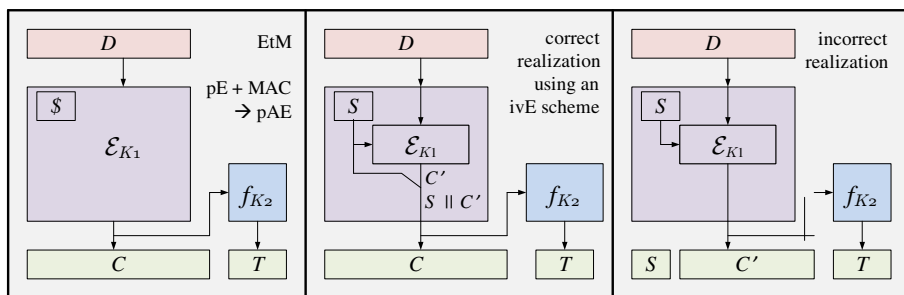 D
EtM
pE + MAC
→ pAE
$
ℰK1
fK2
C
T
D
correct
realization
using an
ivE scheme
S
ℰK1
C′
S || C′
fK2
C
T
D
incorrect
realization
S
ℰK1
fK2
S
C′
T